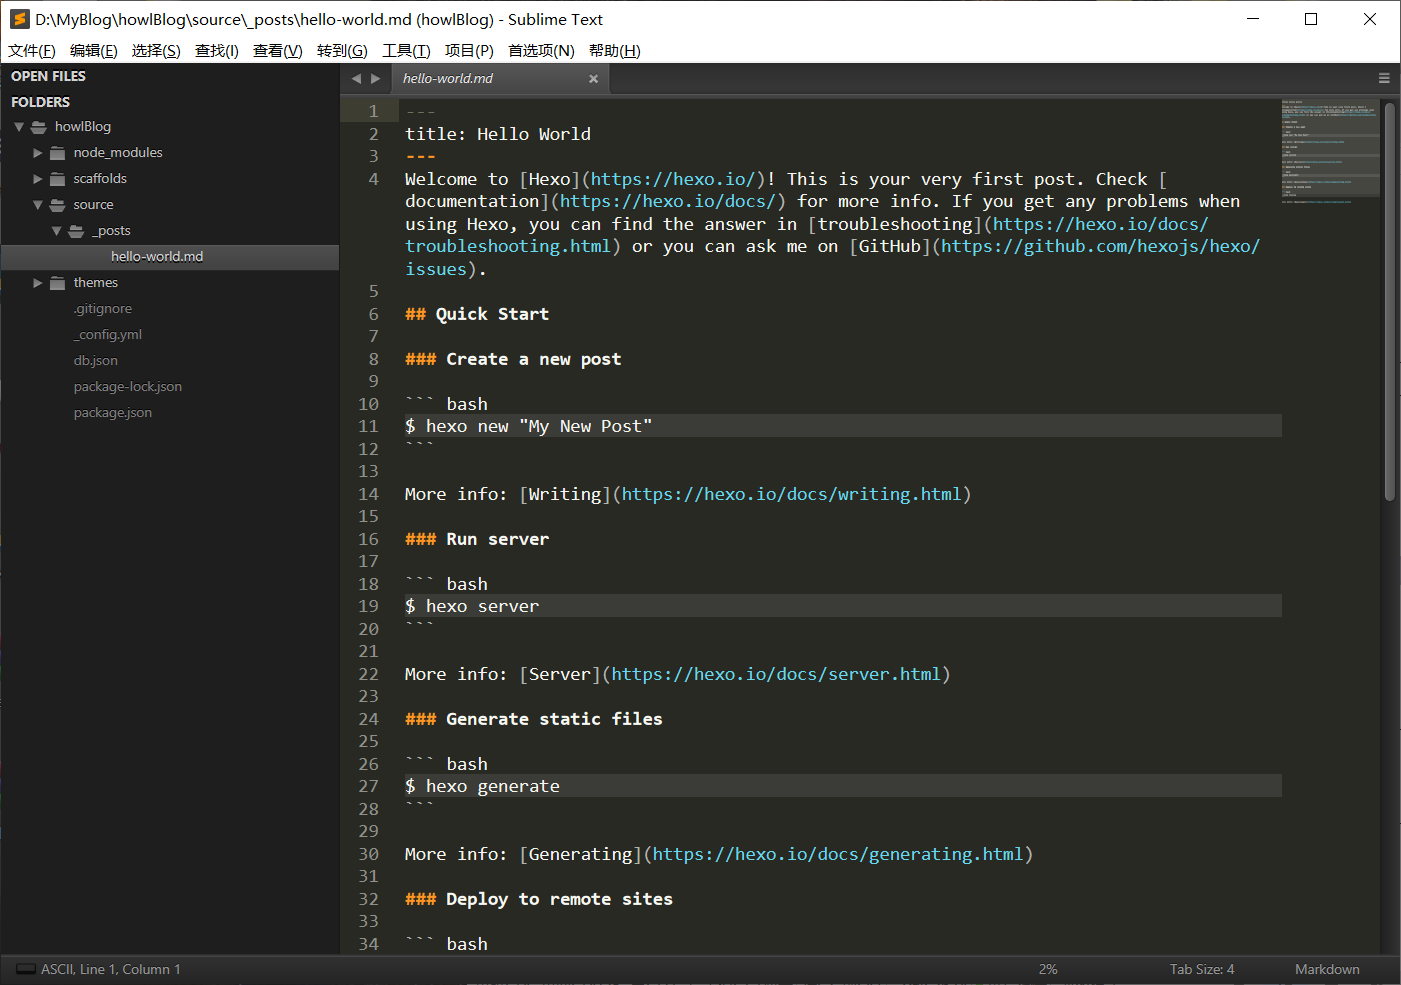 D:\MyBlog\howlBlog\source\_posts\hello-world.md (howlBlog) - Sublime Text
文件(F) 编辑(E) 选择(S) 查找(I) 查看(V) 转到(G) 工具(T) 项目(P) 首选项(N) 帮助(H)
OPEN FILES
FOLDERS
howlBlog
node_modules
scaffolds
source
_posts
hello-world.md
themes
.gitignore
_config.yml
db.json
package-lock.json
package.json
hello-world.md
1 ---
2 title: Hello World
3 ---
4 Welcome to [Hexo](https://hexo.io/)! This is your very first post. Check [
documentation](https://hexo.io/docs/) for more info. If you get any problems when
using Hexo, you can find the answer in [troubleshooting](https://hexo.io/docs/
troubleshooting.html) or you can ask me on [GitHub](https://github.com/hexojs/hexo/
issues).
5
6 ## Quick Start
7
8 ### Create a new post
9
10 ``` bash
11 $ hexo new "My New Post"
12 ```
13
14 More info: [Writing](https://hexo.io/docs/writing.html)
15
16 ### Run server
17
18 ``` bash
19 $ hexo server
20 ```
21
22 More info: [Server](https://hexo.io/docs/server.html)
23
24 ### Generate static files
25
26 ``` bash
27 $ hexo generate
28 ```
29
30 More info: [Generating](https://hexo.io/docs/generating.html)
31
32 ### Deploy to remote sites
33
34 ``` bash
ASCII, Line 1, Column 1
2%
Tab Size: 4
Markdown